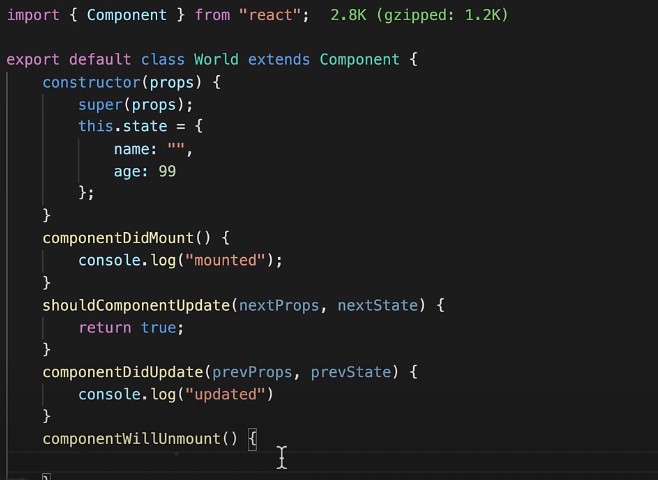 import { Component } from "react";  2.8K (gzipped: 1.2K)
export default class World extends Component {
    constructor(props) {
        super(props);
        this.state = {
            name: "",
            age: 99
        };
    }
    componentDidMount() {
        console.log("mounted");
    }
    shouldComponentUpdate(nextProps, nextState) {
        return true;
    }
    componentDidUpdate(prevProps, prevState) {
        console.log("updated")
    }
    componentWillUnmount() {
    }